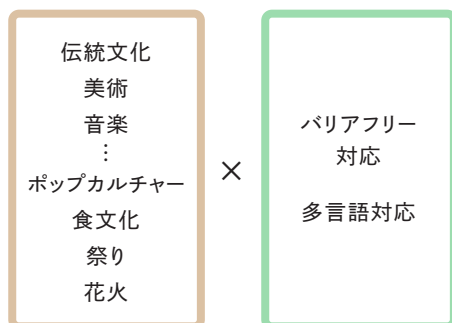 伝統文化
美術
音楽
⋮
ポップカルチャー
食文化
祭り
花火
×
バリアフリー
対応
多言語対応